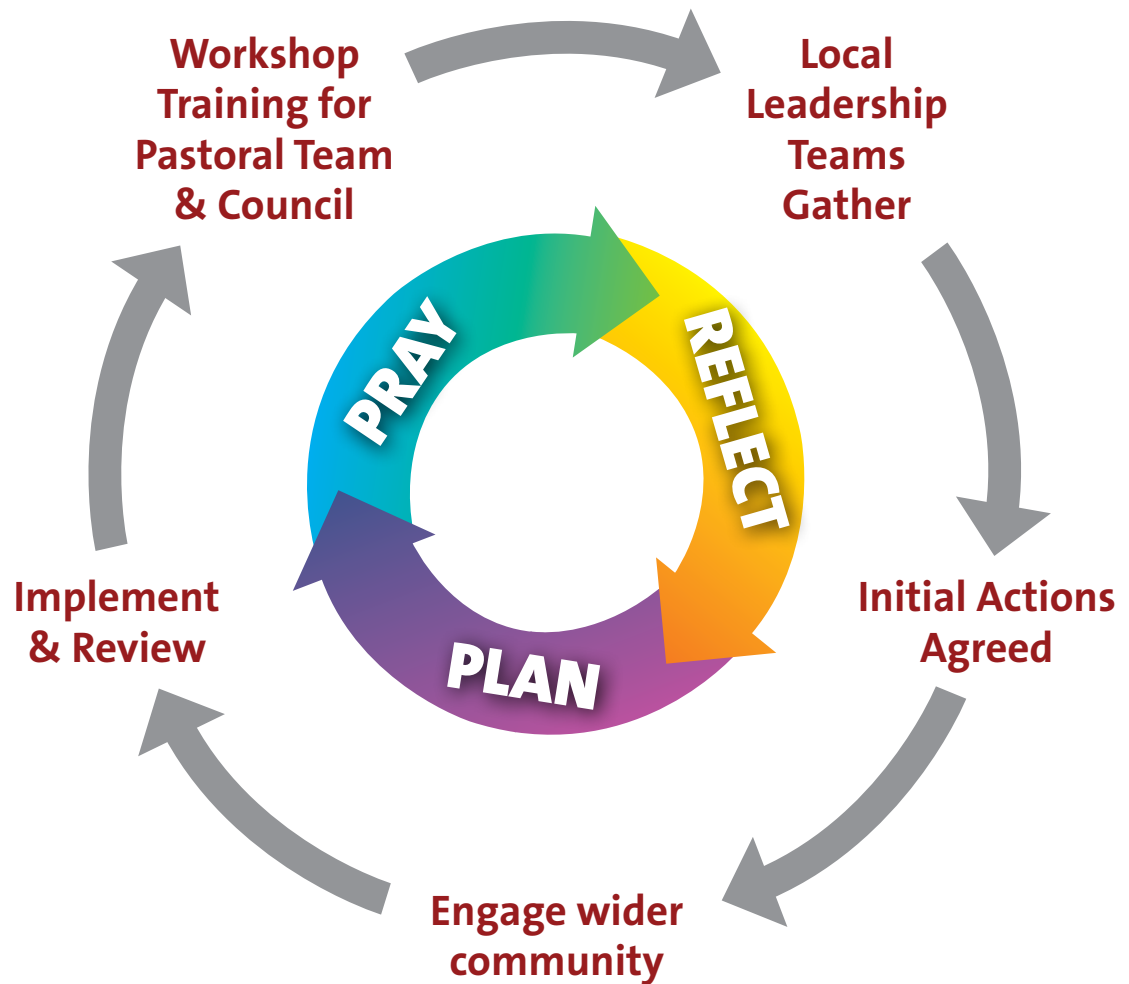 Workshop
Training for
Pastoral Team
& Council
Local
Leadership
Teams
Gather
Initial Actions
Agreed
Engage wider
community
Implement
& Review
PRAY
REFLECT
PLAN